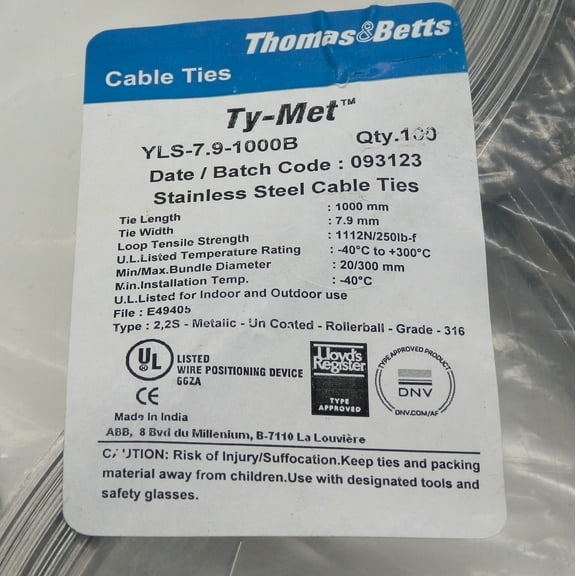 Thomas&Betts
Cable Ties
Ty-Met™
YLS-7.9-1000B Qty.100
Date / Batch Code : 093123
Stainless Steel Cable Ties
Tie Length : 1000 mm
Tie Width : 7.9 mm
Loop Tensile Strength : 1112N/250lb-f
U.L.Listed Temperature Rating : -40°C to +300°C
Min/Max.Bundle Diameter : 20/300 mm
Min.Installation Temp. : -40°C
U.L.Listed for Indoor and Outdoor use
File : E49405
Type : 2,2S - Metalic - Un Coated - Rollerball - Grade - 316
UL
LISTED
WIRE POSITIONING DEVICE
GGZA
CE
Lloyd's
Register
TYPE
APPROVED
TYPE APPROVED PRODUCT
DNV
DNV.COM/AF
Made In India
ABB, 8 Bvd du Millenium, B-7110 La Louvière
CAUTION: Risk of Injury/Suffocation.Keep ties and packing
material away from children.Use with designated tools and
safety glasses.